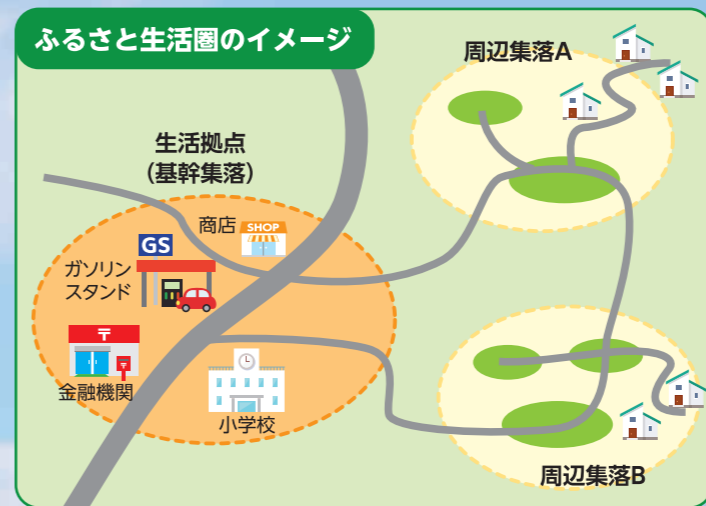 ふるさと生活圏のイメージ
周辺集落A
生活拠点
(基幹集落)
商店
SHOP
GS
ガソリン
スタンド
〒
〒
金融機関
小学校
周辺集落B